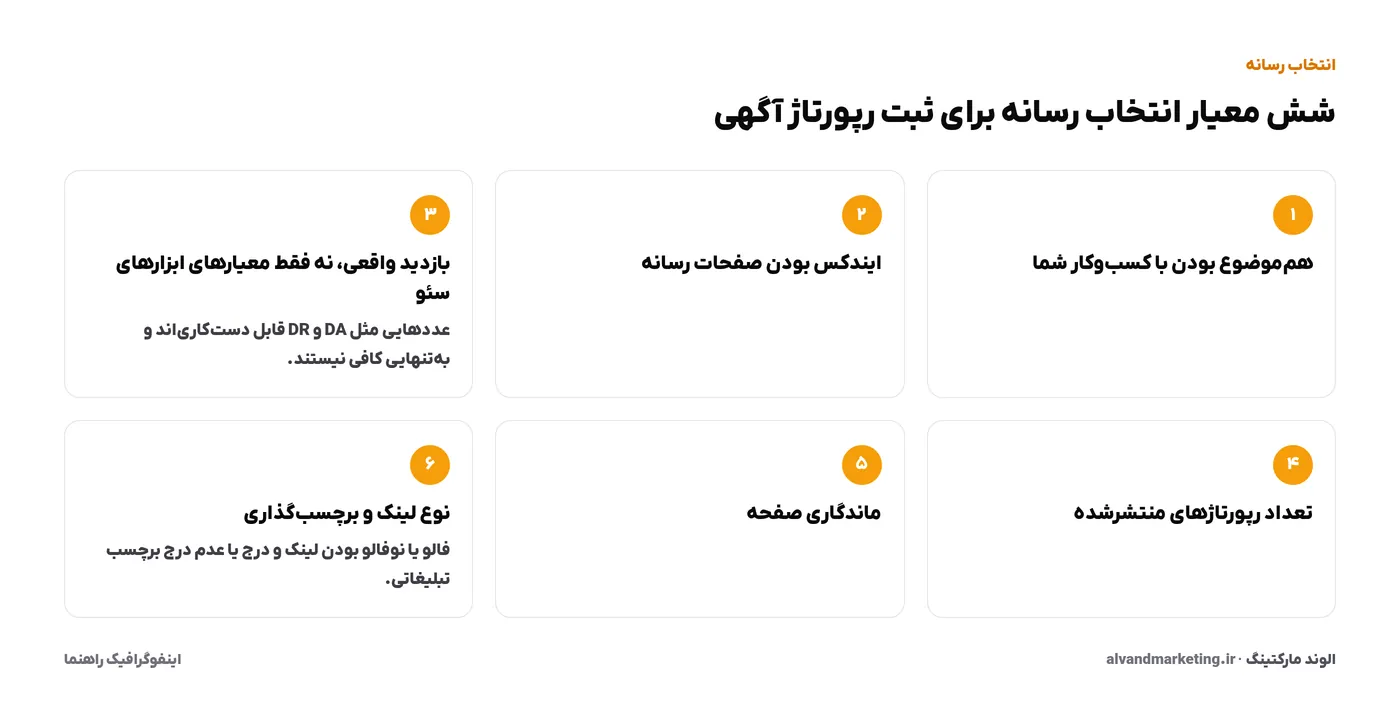 انتخاب رسانه
شش معیار انتخاب رسانه برای ثبت رپورتاژ آگهی
۱
هم‌موضوع بودن با کسب‌وکار شما
۲
ایندکس بودن صفحات رسانه
۳
بازدید واقعی، نه فقط معیارهای ابزارهای
سئو
عددهایی مثل DA و DR قابل دست‌کاری‌اند و
به‌تنهایی کافی نیستند.
۴
تعداد رپورتاژهای منتشرشده
۵
ماندگاری صفحه
۶
نوع لینک و برچسب‌گذاری
فالو یا نوفالو بودن لینک و درج یا عدم درج برچسب
تبلیغاتی.
الوند مارکتینگ · alvandmarketing.ir
اینفوگرافیک راهنما